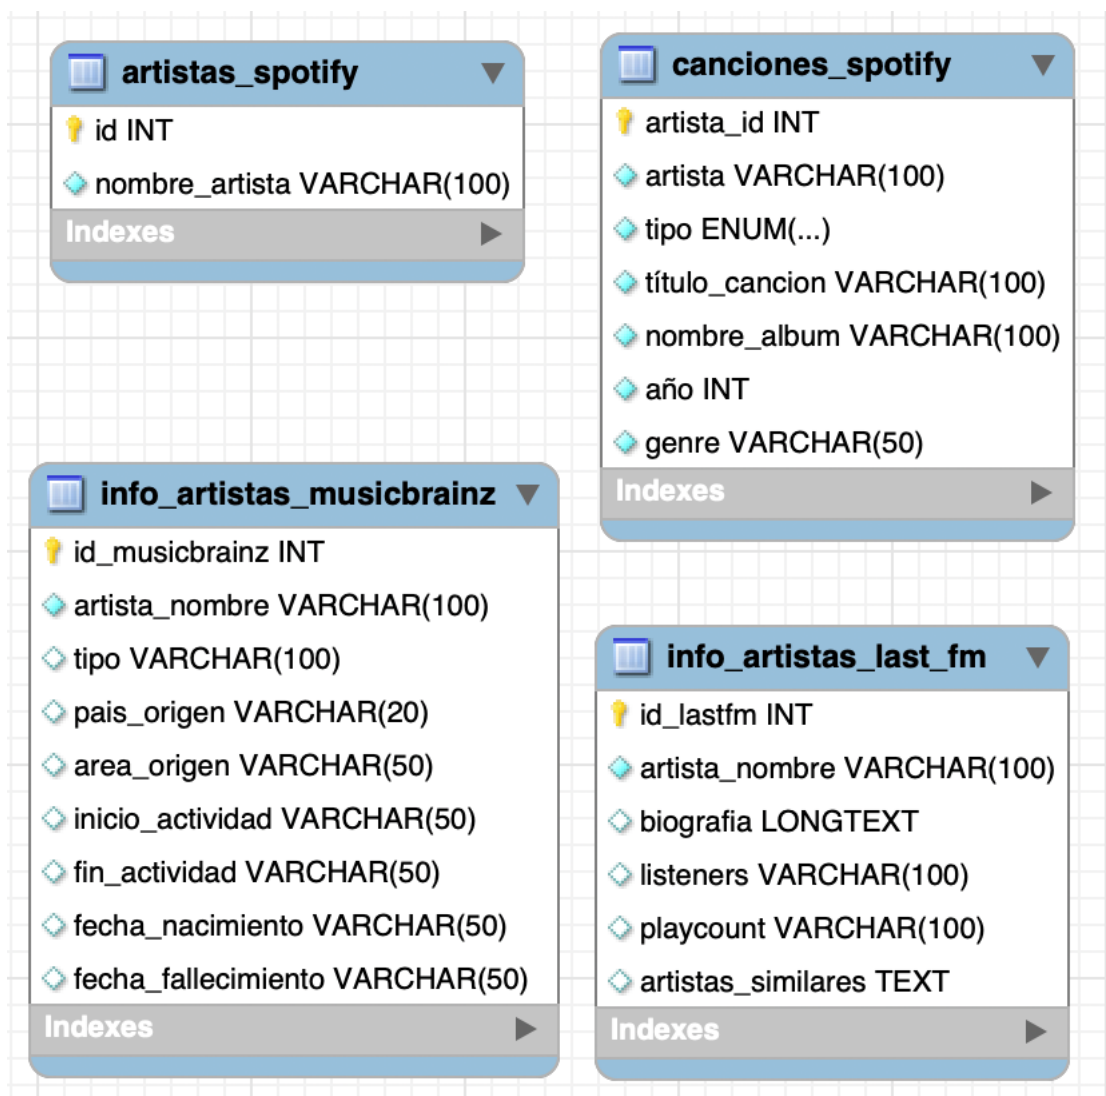 artistas_spotify
id INT
nombre_artista VARCHAR(100)
Indexes
canciones_spotify
artista_id INT
artista VARCHAR(100)
tipo ENUM(...)
título_cancion VARCHAR(100)
nombre_album VARCHAR(100)
año INT
genre VARCHAR(50)
Indexes
info_artistas_musicbrainz
id_musicbrainz INT
artista_nombre VARCHAR(100)
tipo VARCHAR(100)
pais_origen VARCHAR(20)
area_origen VARCHAR(50)
inicio_actividad VARCHAR(50)
fin_actividad VARCHAR(50)
fecha_nacimiento VARCHAR(50)
fecha_fallecimiento VARCHAR(50)
Indexes
info_artistas_last_fm
id_lastfm INT
artista_nombre VARCHAR(100)
biografia LONGTEXT
listeners VARCHAR(100)
playcount VARCHAR(100)
artistas_similares TEXT
Indexes